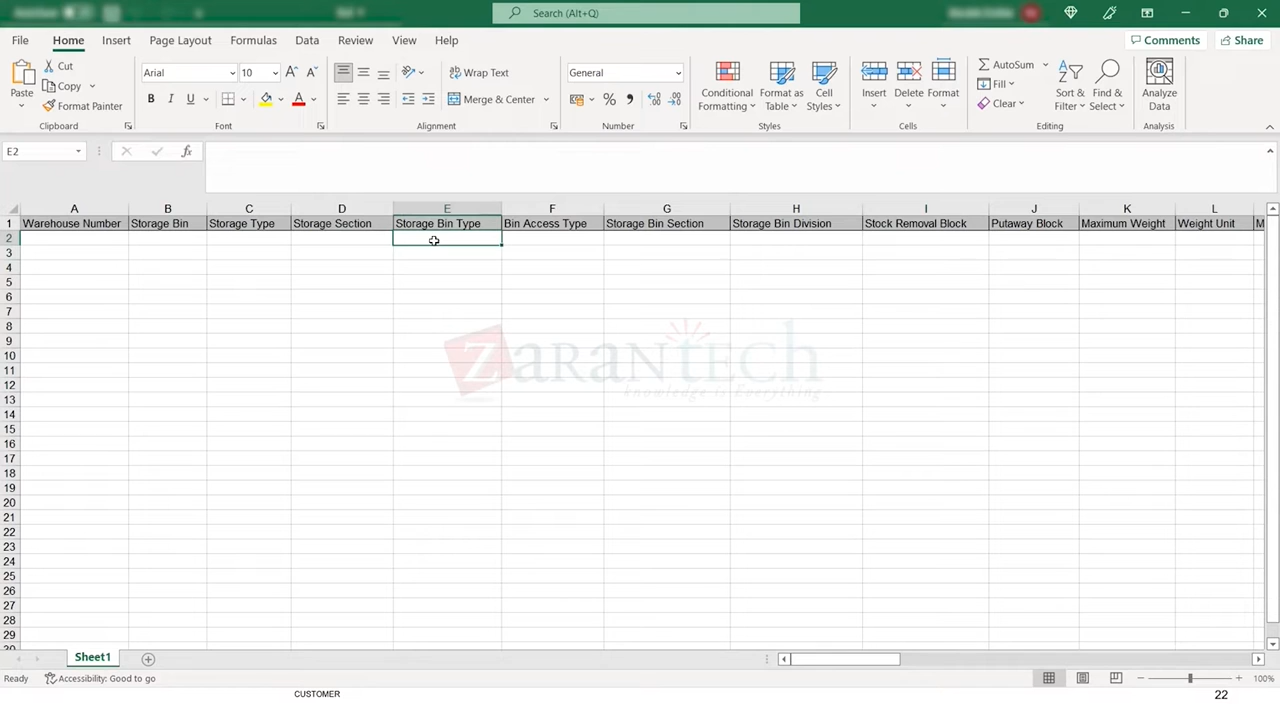 Search (Alt+Q)
File Home Insert Page Layout Formulas Data Review View Help Comments Share
Paste Cut Copy Format Painter Clipboard
Arial 10 B I U A Font
Wrap Text Merge & Center Alignment
General % Number
Conditional Formatting Format as Table Cell Styles Styles
Insert Delete Format Cells
AutoSum Fill Clear Sort & Filter Find & Select Editing
Analyze Data Analysis
E2 fx
A B C D E F G H I J K L
1 Warehouse Number Storage Bin Storage Type Storage Section Storage Bin Type Bin Access Type Storage Bin Section Storage Bin Division Stock Removal Block Putaway Block Maximum Weight Weight Unit M
2
3
4
5
6
7
8
9
10
11
12
13
14
15
16
17
18
19
20
21
22
23
24
25
26
27
28
29
30
ZaranTech
knowledge is Everything
Sheet1
Ready Accessibility: Good to go 100%
CUSTOMER 22